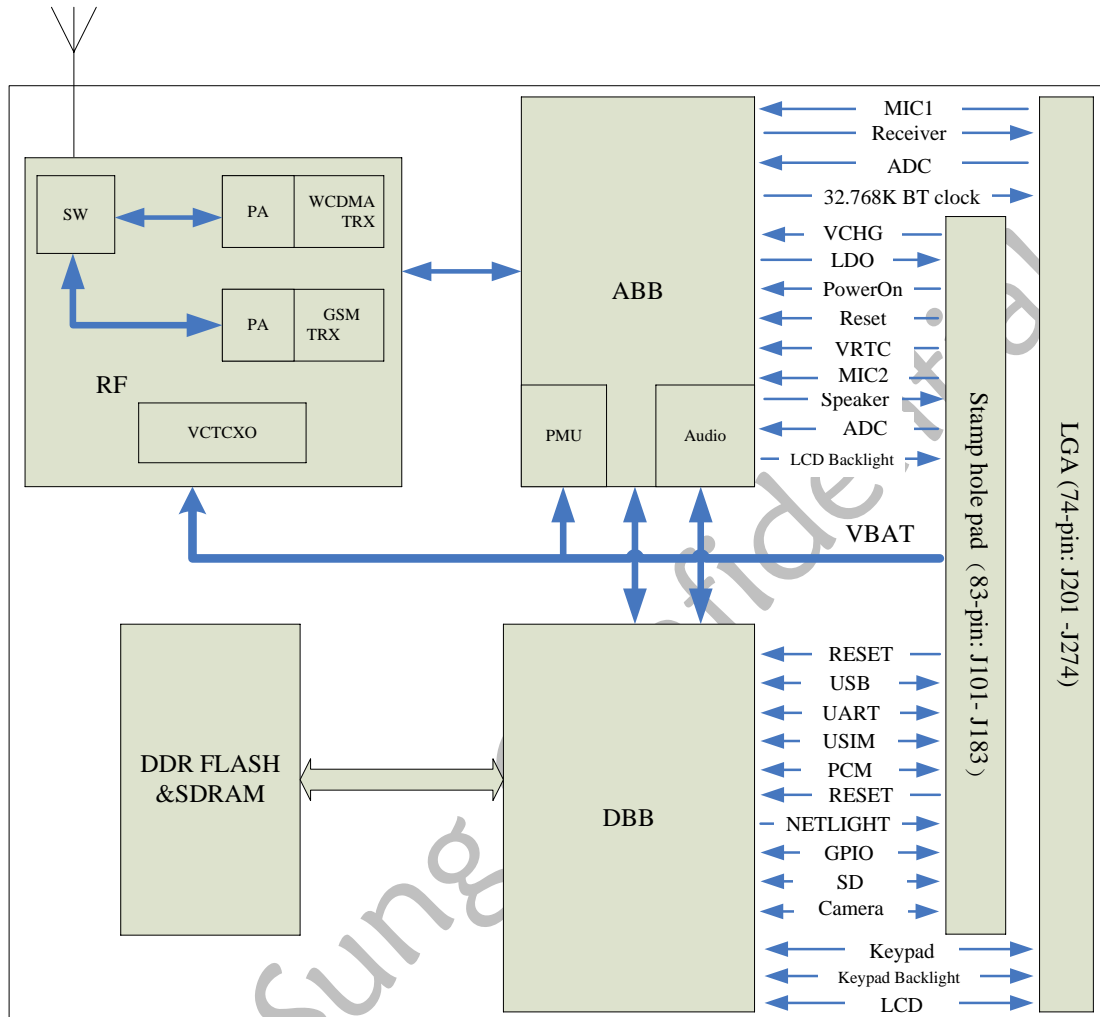 MIC1
Receiver
ADC
32.768K BT clock
VCHG
LDO
PowerOn
Reset
VRTC
MIC2
Speaker
ADC
LCD Backlight
SW
PA
WCDMA
TRX
PA
GSM
TRX
RF
VCTCXO
ABB
PMU
Audio
VBAT
Stamp hole pad（83-pin: J101- J183）
LGA (74-pin: J201 -J274)
DDR FLASH
&SDRAM
DBB
RESET
USB
UART
USIM
PCM
RESET
NETLIGHT
GPIO
SD
Camera
Keypad
Keypad Backlight
LCD